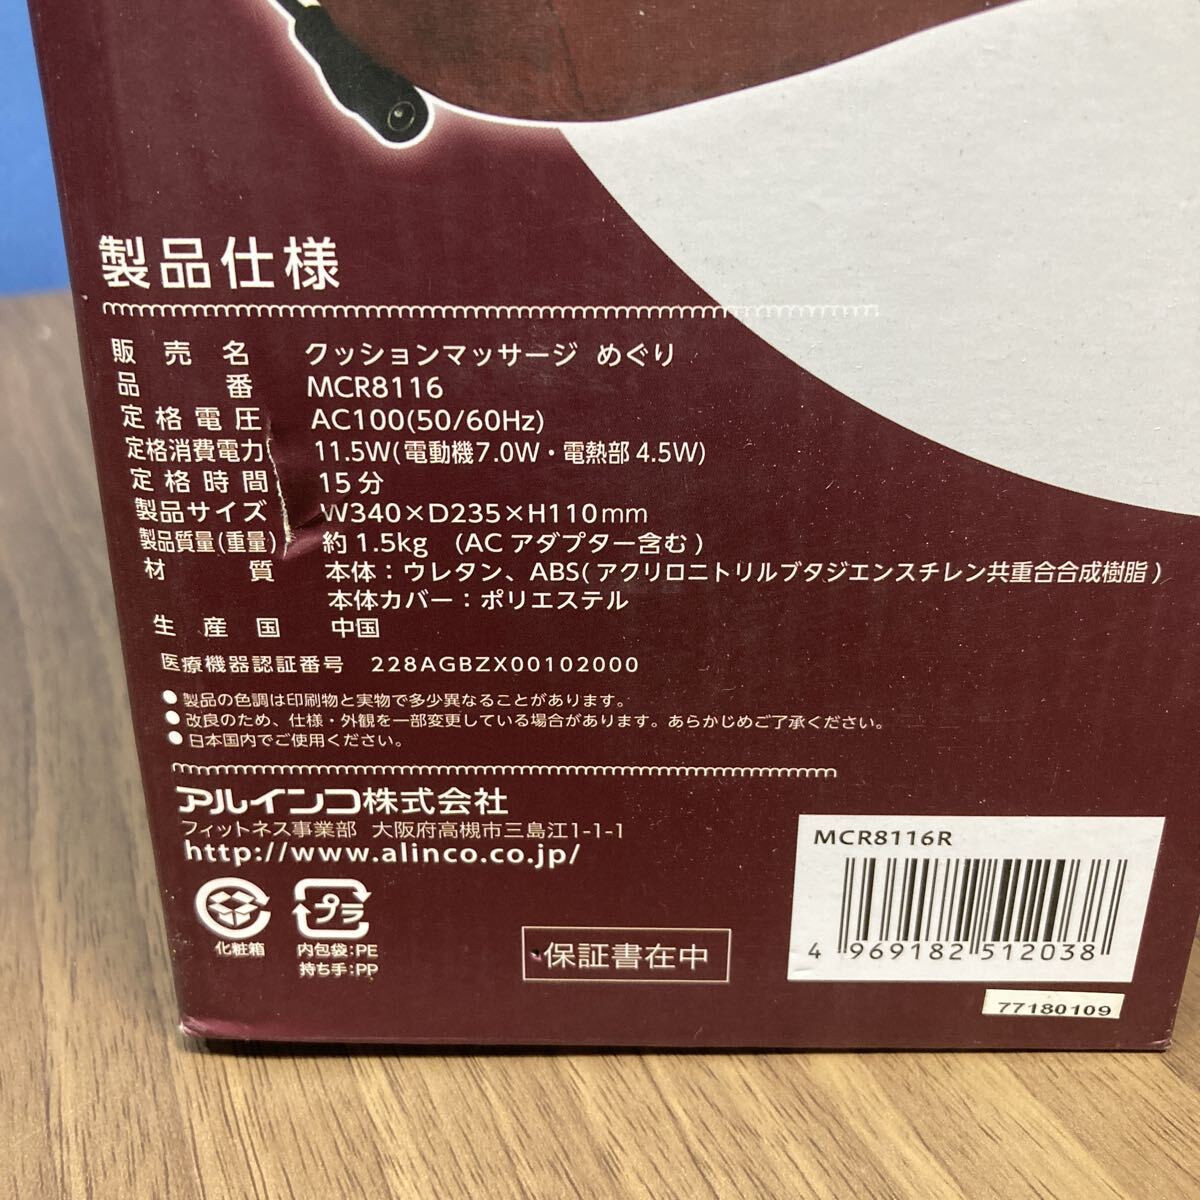 製品仕様
販売名 クッションマッサージ めぐり
品番 MCR8116
定格電圧 AC100(50/60Hz)
定格消費電力 11.5W(電動機7.0W・電熱部4.5W)
定格時間 15分
製品サイズ W340×D235×H110mm
製品質量(重量) 約1.5kg (ACアダプター含む)
材質 本体：ウレタン、ABS(アクリロニトリルブタジエンスチレン共重合合成樹脂)
本体カバー：ポリエステル
生産国 中国
医療機器認証番号 228AGBZX00102000
●製品の色調は印刷物と実物で多少異なることがあります。
●改良のため、仕様・外観を一部変更している場合があります。あらかじめご了承ください。
●日本国内でご使用ください。
アルインコ株式会社
フィットネス事業部 大阪府高槻市三島江1-1-1
http://www.alinco.co.jp/
プラ
化粧箱
内包袋:PE
持ち手:PP
保証書在中
MCR8116R
4 969182 512038
77180109